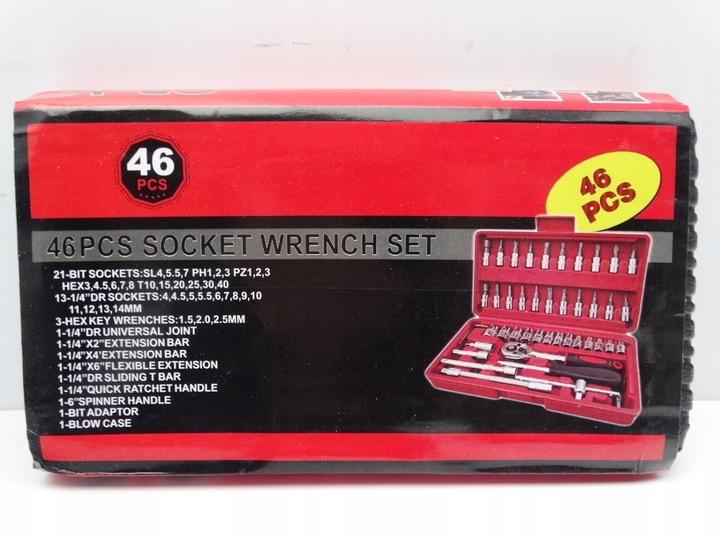 46
PCS
46
PCS
46PCS SOCKET WRENCH SET
21-BIT SOCKETS:SL4,5.5,7 PH1,2,3 PZ1,2,3
HEX3,4.5,6,7,8 T10,15,20,25,30,40
13-1/4"DR SOCKETS:4,4.5,5,5.5,6,7,8,9,10
11,12,13,14MM
3-HEX KEY WRENCHES:1.5,2.0,2.5MM
1-1/4"DR UNIVERSAL JOINT
1-1/4"X2"EXTENSION BAR
1-1/4"X4'EXTENSION BAR
1-1/4"X6"FLEXIBLE EXTENSION
1-1/4"DR SLIDING T BAR
1-1/4"QUICK RATCHET HANDLE
1-6"SPINNER HANDLE
1-BIT ADAPTOR
1-BLOW CASE